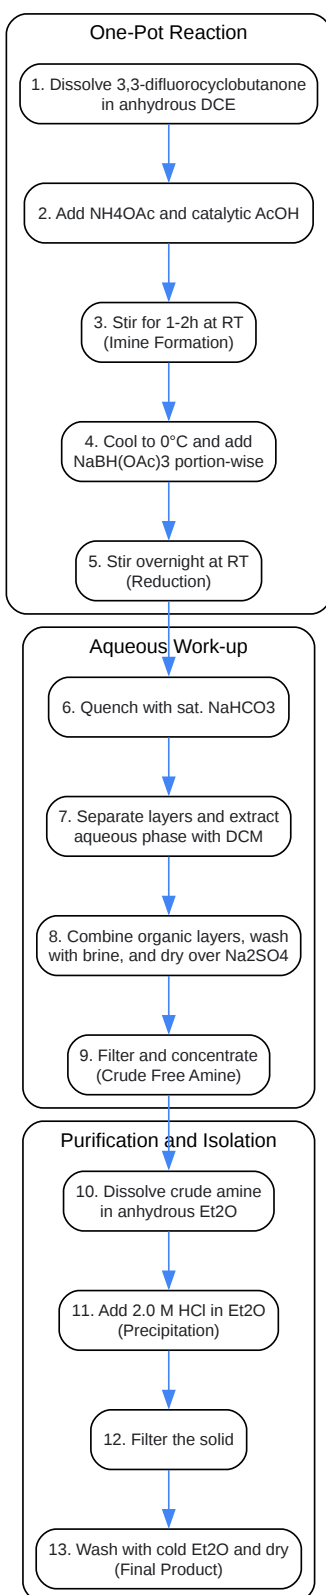 One-Pot Reaction
1. Dissolve 3,3-difluorocyclobutanone
in anhydrous DCE
2. Add NH4OAc and catalytic AcOH
3. Stir for 1-2h at RT
(Imine Formation)
4. Cool to 0°C and add
NaBH(OAc)3 portion-wise
5. Stir overnight at RT
(Reduction)
Aqueous Work-up
6. Quench with sat. NaHCO3
7. Separate layers and extract
aqueous phase with DCM
8. Combine organic layers, wash
with brine, and dry over Na2SO4
9. Filter and concentrate
(Crude Free Amine)
Purification and Isolation
10. Dissolve crude amine
in anhydrous Et2O
11. Add 2.0 M HCl in Et2O
(Precipitation)
12. Filter the solid
13. Wash with cold Et2O and dry
(Final Product)